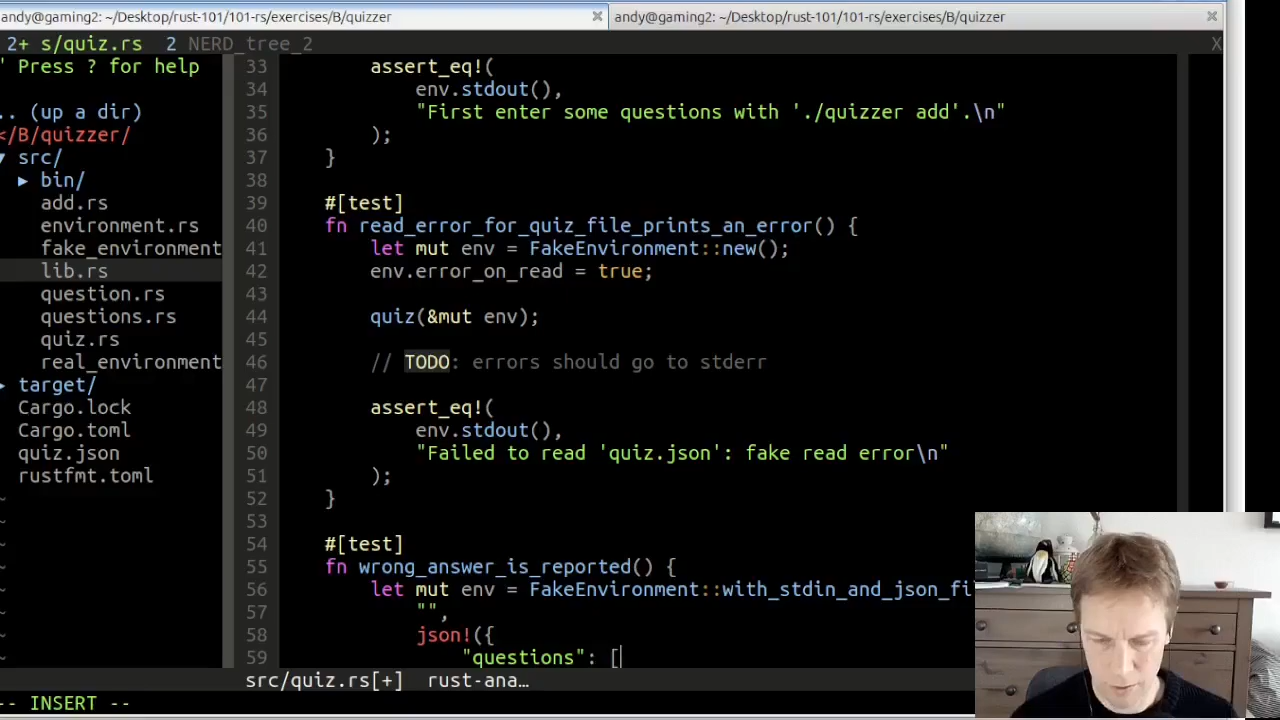 andy@gaming2: ~/Desktop/rust-101/101-rs/exercises/B/quizzer
andy@gaming2: ~/Desktop/rust-101/101-rs/exercises/B/quizzer
2+ s/quiz.rs 2 NERD_tree_2 X
" Press ? for help
.. (up a dir)
</B/quizzer/
▼ src/
▶ bin/
add.rs
environment.rs
fake_environment
lib.rs
question.rs
questions.rs
quiz.rs
real_environment
▶ target/
Cargo.lock
Cargo.toml
quiz.json
rustfmt.toml
~
~
~
~
~
~
~
~
33 assert_eq!(
34 env.stdout(),
35 "First enter some questions with './quizzer add'.\n"
36 );
37 }
38
39 #[test]
40 fn read_error_for_quiz_file_prints_an_error() {
41 let mut env = FakeEnvironment::new();
42 env.error_on_read = true;
43
44 quiz(&mut env);
45
46 // TODO: errors should go to stderr
47
48 assert_eq!(
49 env.stdout(),
50 "Failed to read 'quiz.json': fake read error\n"
51 );
52 }
53
54 #[test]
55 fn wrong_answer_is_reported() {
56 let mut env = FakeEnvironment::with_stdin_and_json_fi
57 "",
58 json!({
59 "questions": [
src/quiz.rs[+] rust-ana…
-- INSERT --